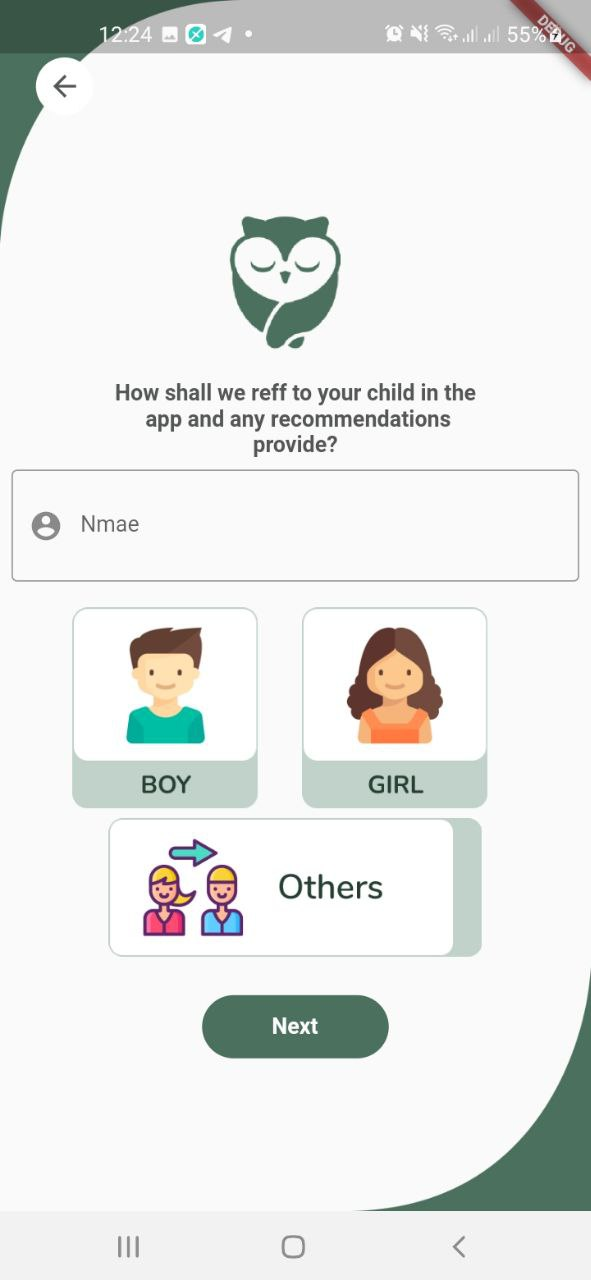 12:24 55%
DEBUG
How shall we reff to your child in the
app and any recommendations
provide?
Nmae
BOY GIRL
Others
Next